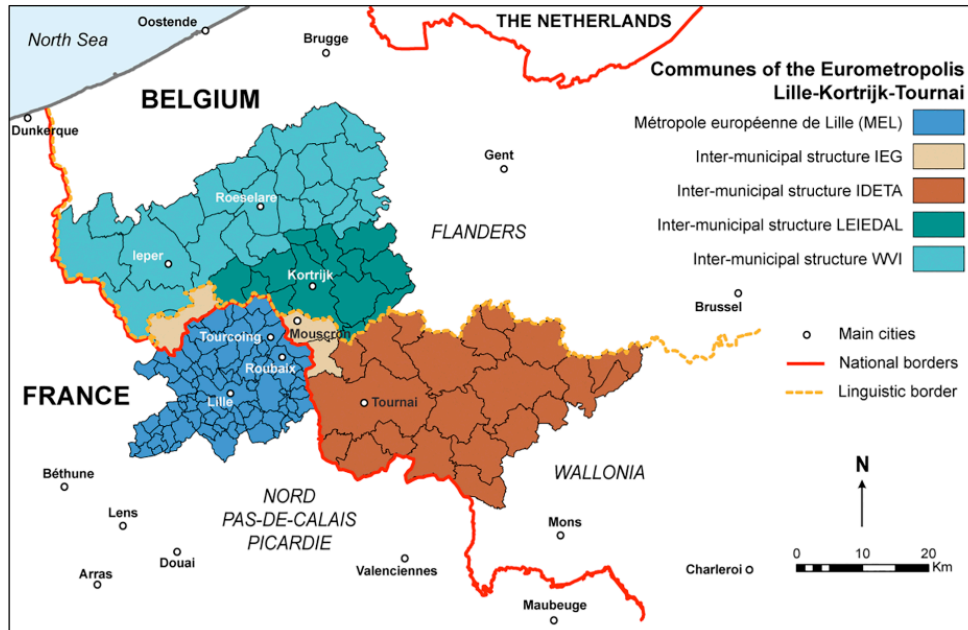 Oostende
THE NETHERLANDS
North Sea
Brugge
Communes of the Eurometropolis
Lille-Kortrijk-Tournai
BELGIUM
Dunkerque
Métropole européenne de Lille (MEL)
Gent
Inter-municipal structure IEG
Inter-municipal structure IDETA
Roeselare
FLANDERS
Inter-municipal structure LEIEDAL
Ieper
Inter-municipal structure WVI
Kortrijk
Brussel
Mouscron
Tourcoing
Main cities
Roubaix
National borders
FRANCE
Lille
Tournai
Linguistic border
Béthune
WALLONIA
N
NORD
PAS-DE-CALAIS
PICARDIE
Lens
Mons
Douai
Valenciennes
Arras
Charleroi
0 10 20
Km
Maubeuge